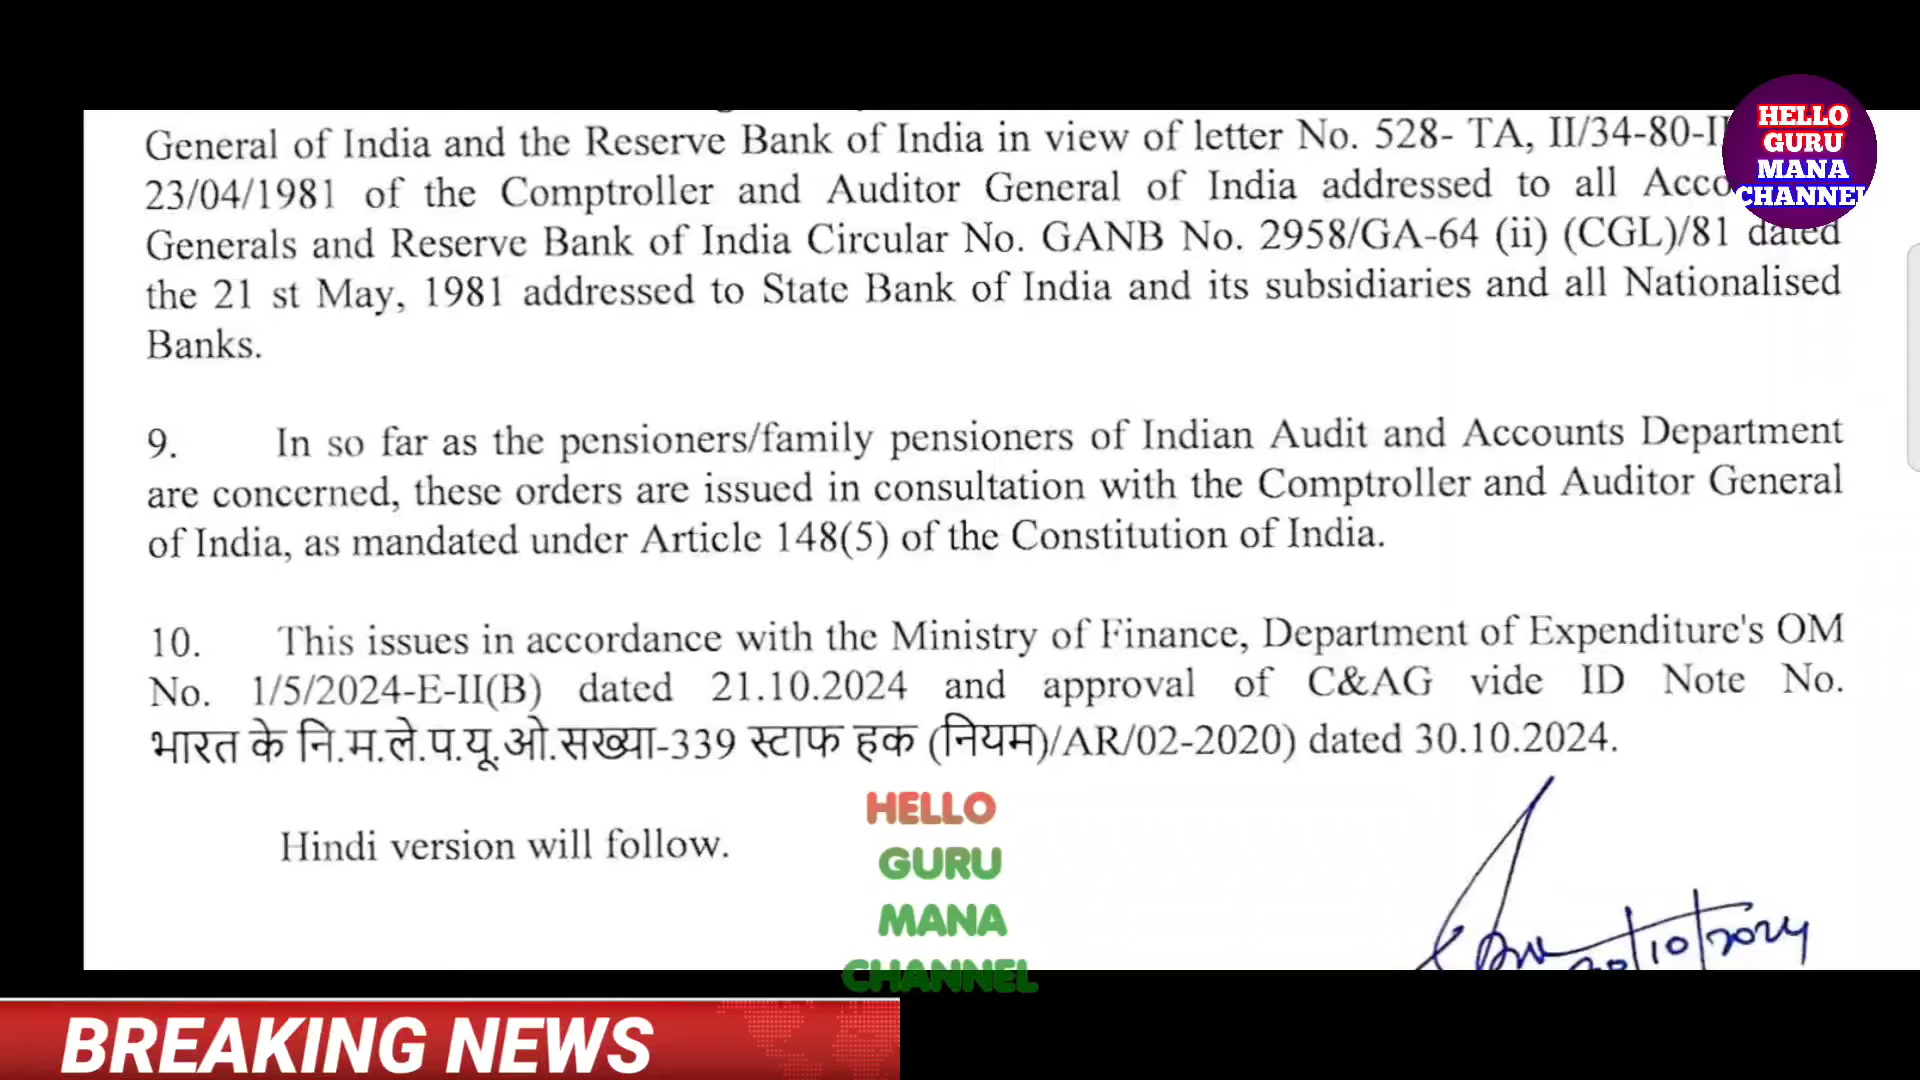 General of India and the Reserve Bank of India in view of letter No. 528- TA, II/34-80-II
23/04/1981 of the Comptroller and Auditor General of India addressed to all
Generals and Reserve Bank of India Circular No. GANB No. 2958/GA-64 (ii) (CGL)/81 dated
the 21 st May, 1981 addressed to State Bank of India and its subsidiaries and all Nationalised
Banks.
9. In so far as the pensioners/family pensioners of Indian Audit and Accounts Department
are concerned, these orders are issued in consultation with the Comptroller and Auditor General
of India, as mandated under Article 148(5) of the Constitution of India.
10. This issues in accordance with the Ministry of Finance, Department of Expenditure's OM
No. 1/5/2024-E-II(B) dated 21.10.2024 and approval of C&AG vide ID Note No.
भारत के नि.म.ले.प.यू.ओ.सख्या-339 स्टाफ हक (नियम)/AR/02-2020) dated 30.10.2024.
Hindi version will follow.
30/10/2024
HELLO
GURU
MANA
CHANNEL
HELLO
GURU
MANA
CHANNEL
BREAKING NEWS